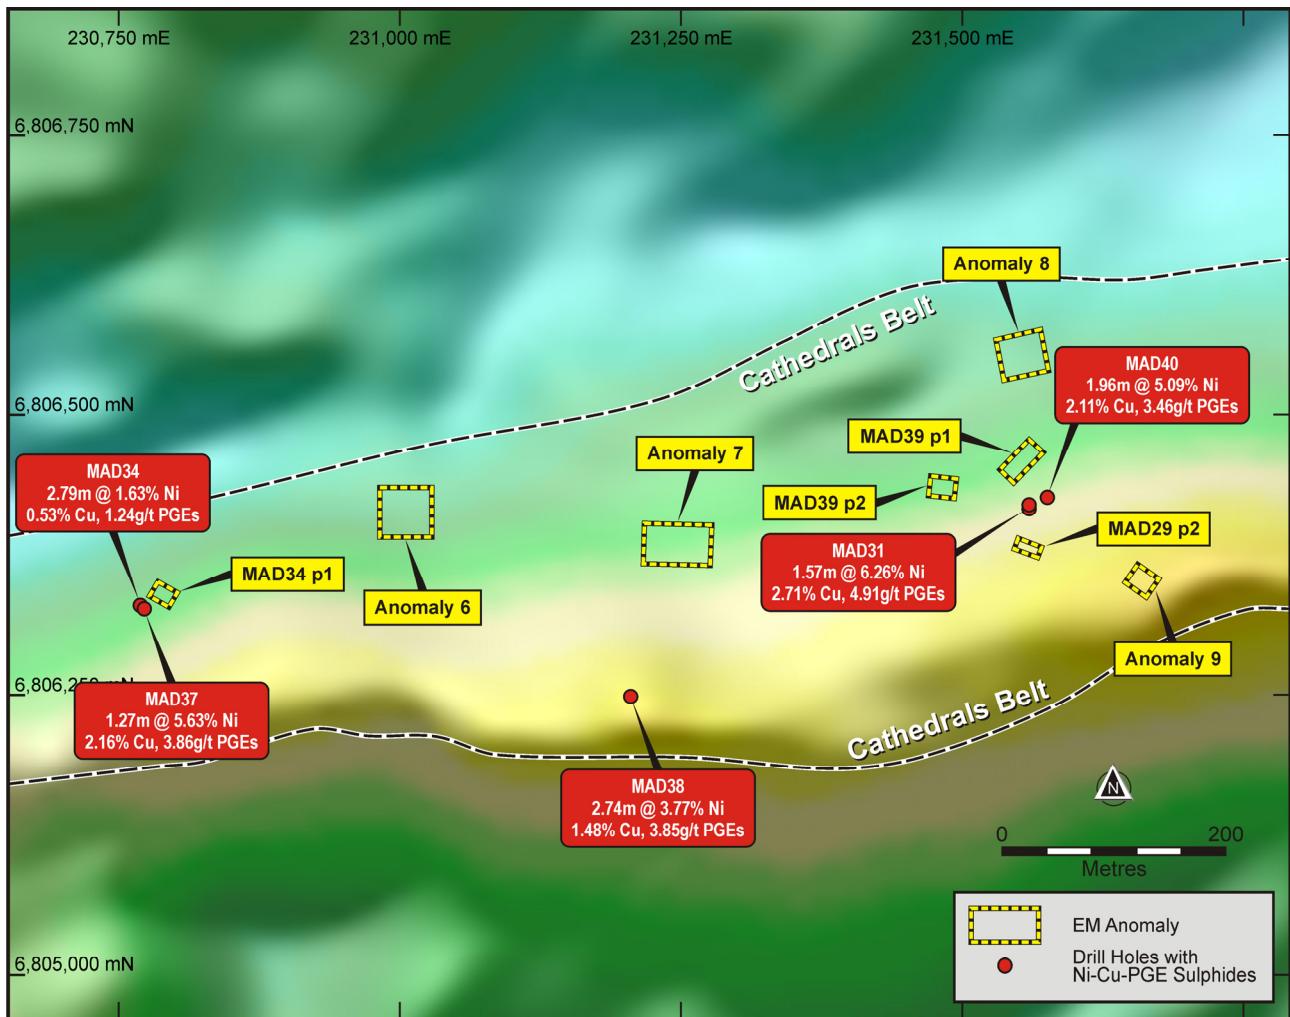 230,750 mE
231,000 mE
231,250 mE
231,500 mE
6,806,750 mN
Anomaly 8
Cathedrals Belt
MAD40
1.96m @ 5.09% Ni
2.11% Cu, 3.46g/t PGEs
6,806,500 mN
MAD39 p1
Anomaly 7
MAD34
2.79m @ 1.63% Ni
0.53% Cu, 1.24g/t PGEs
MAD39 p2
MAD29 p2
MAD31
1.57m @ 6.26% Ni
2.71% Cu, 4.91g/t PGEs
MAD34 p1
Anomaly 6
Anomaly 9
6,806,250 mN
MAD37
1.27m @ 5.63% Ni
2.16% Cu, 3.86g/t PGEs
Cathedrals Belt
MAD38
2.74m @ 3.77% Ni
1.48% Cu, 3.85g/t PGEs
N
0 200
Metres
EM Anomaly
Drill Holes with
Ni-Cu-PGE Sulphides
6,805,000 mN